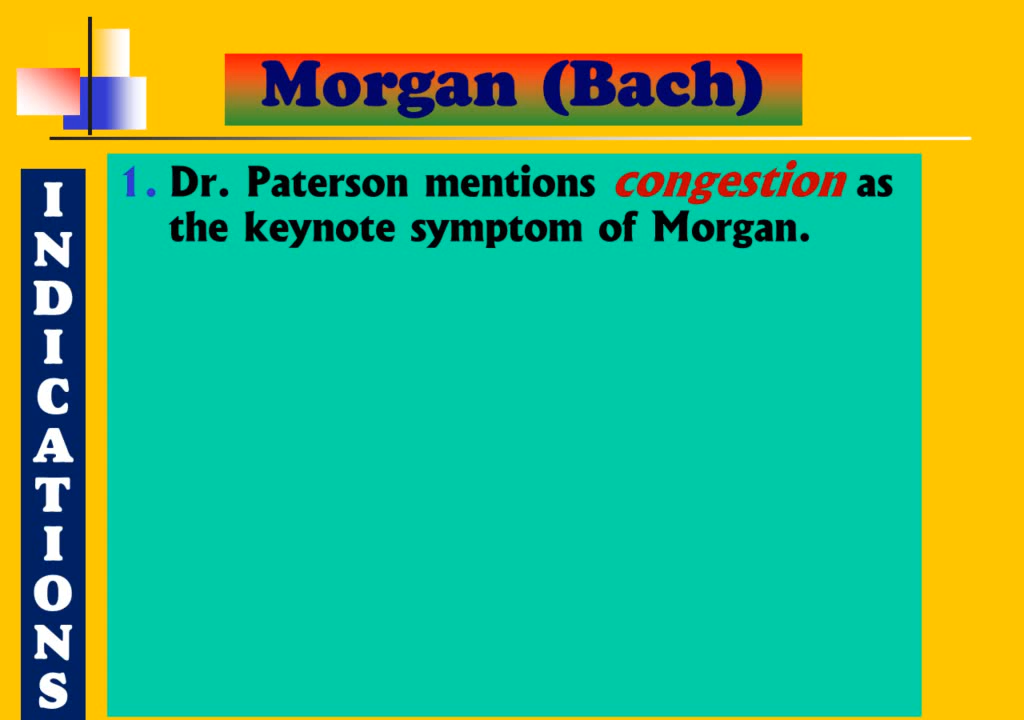 Morgan (Bach)
INDICATIONS
1. Dr. Paterson mentions congestion as
the keynote symptom of Morgan.